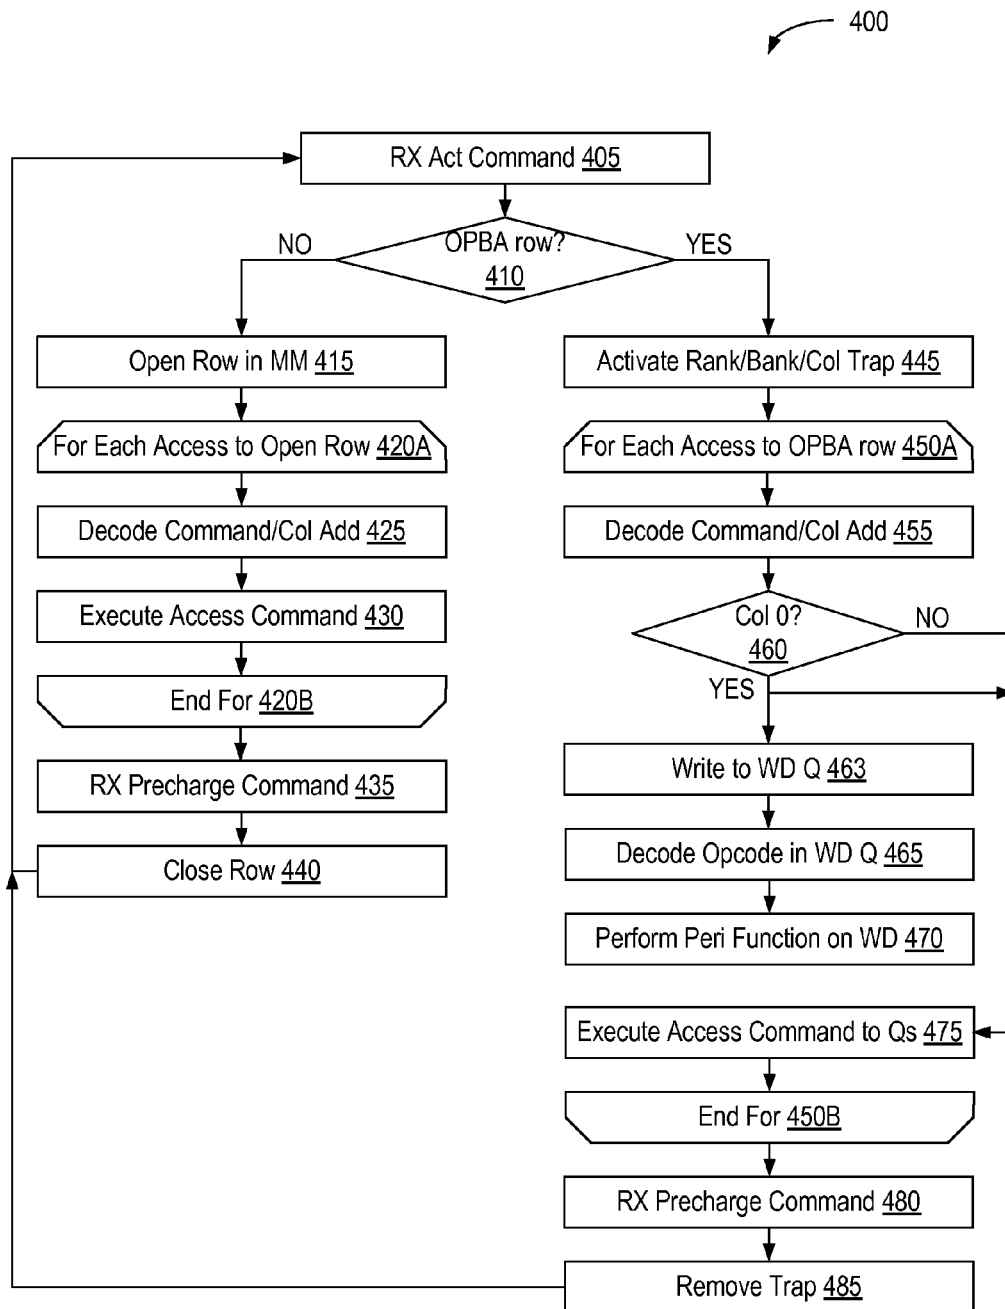 400
RX Act Command 405
OPBA row?
410
NO
YES
Open Row in MM 415
For Each Access to Open Row 420A
Decode Command/Col Add 425
Execute Access Command 430
End For 420B
RX Precharge Command 435
Close Row 440
Activate Rank/Bank/Col Trap 445
For Each Access to OPBA row 450A
Decode Command/Col Add 455
Col 0?
460
NO
YES
Write to WD Q 463
Decode Opcode in WD Q 465
Perform Peri Function on WD 470
Execute Access Command to Qs 475
End For 450B
RX Precharge Command 480
Remove Trap 485